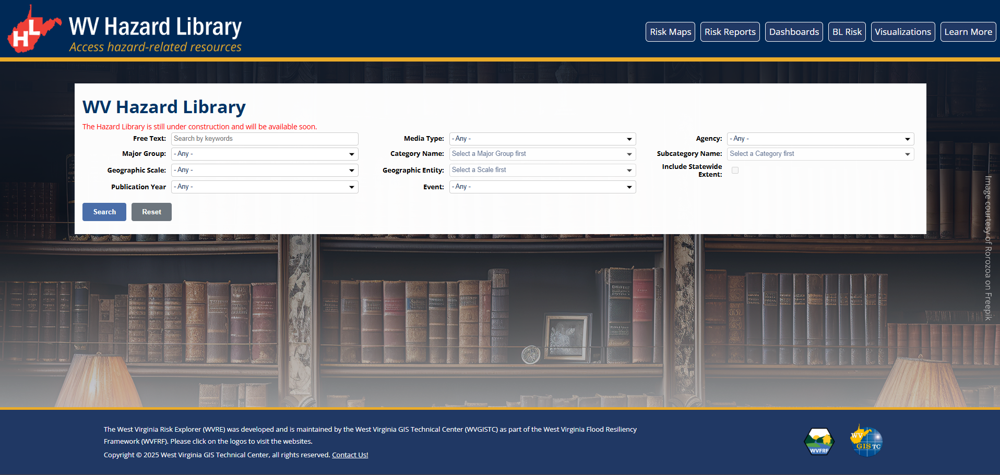 HL
WV Hazard Library
Access hazard-related resources
Risk Maps
Risk Reports
Dashboards
BL Risk
Visualizations
Learn More
WV Hazard Library
The Hazard Library is still under construction and will be available soon.
Free Text: Search by keywords
Media Type: - Any -
Agency: - Any -
Major Group: - Any -
Category Name: Select a Major Group first
Subcategory Name: Select a Category first
Geographic Scale: - Any -
Geographic Entity: Select a Scale first
Include Statewide
Extent:
Publication Year - Any -
Event: - Any -
Search
Reset
Image courtesy of Rorozoa on Freepik
The West Virginia Risk Explorer (WVRE) was developed and is maintained by the West Virginia GIS Technical Center (WVGISTC) as part of the West Virginia Flood Resiliency
Framework (WVFRF). Please click on the logos to visit the websites.
Copyright © 2025 West Virginia GIS Technical Center, all rights reserved. Contact Us!
WVFRF
WV
GIS TC